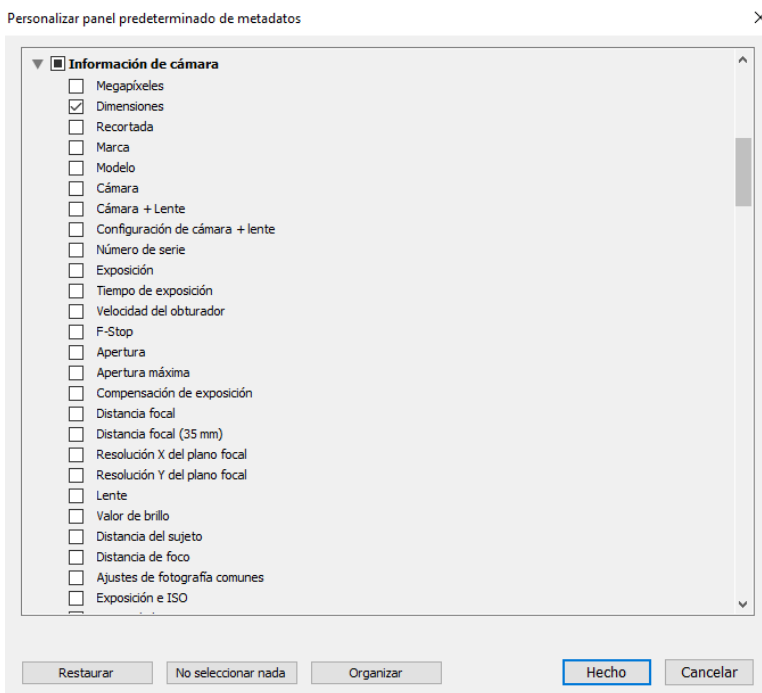 Personalizar panel predeterminado de metadatos
Información de cámara
Megapíxeles
Dimensiones
Recortada
Marca
Modelo
Cámara
Cámara + Lente
Configuración de cámara + lente
Número de serie
Exposición
Tiempo de exposición
Velocidad del obturador
F-Stop
Apertura
Apertura máxima
Compensación de exposición
Distancia focal
Distancia focal (35 mm)
Resolución X del plano focal
Resolución Y del plano focal
Lente
Valor de brillo
Distancia del sujeto
Distancia de foco
Ajustes de fotografía comunes
Exposición e ISO
Restaurar No seleccionar nada Organizar Hecho Cancelar